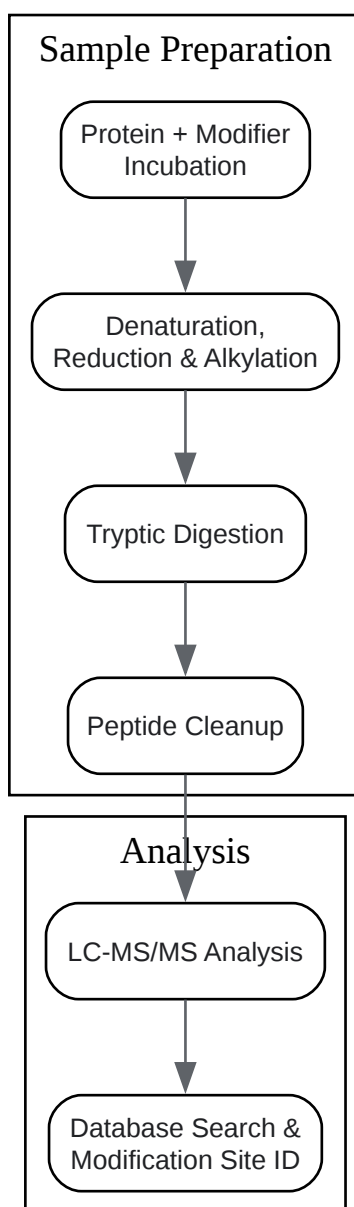 Sample Preparation
Protein + Modifier
Incubation
Denaturation,
Reduction & Alkylation
Tryptic Digestion
Peptide Cleanup
Analysis
LC-MS/MS Analysis
Database Search &
Modification Site ID